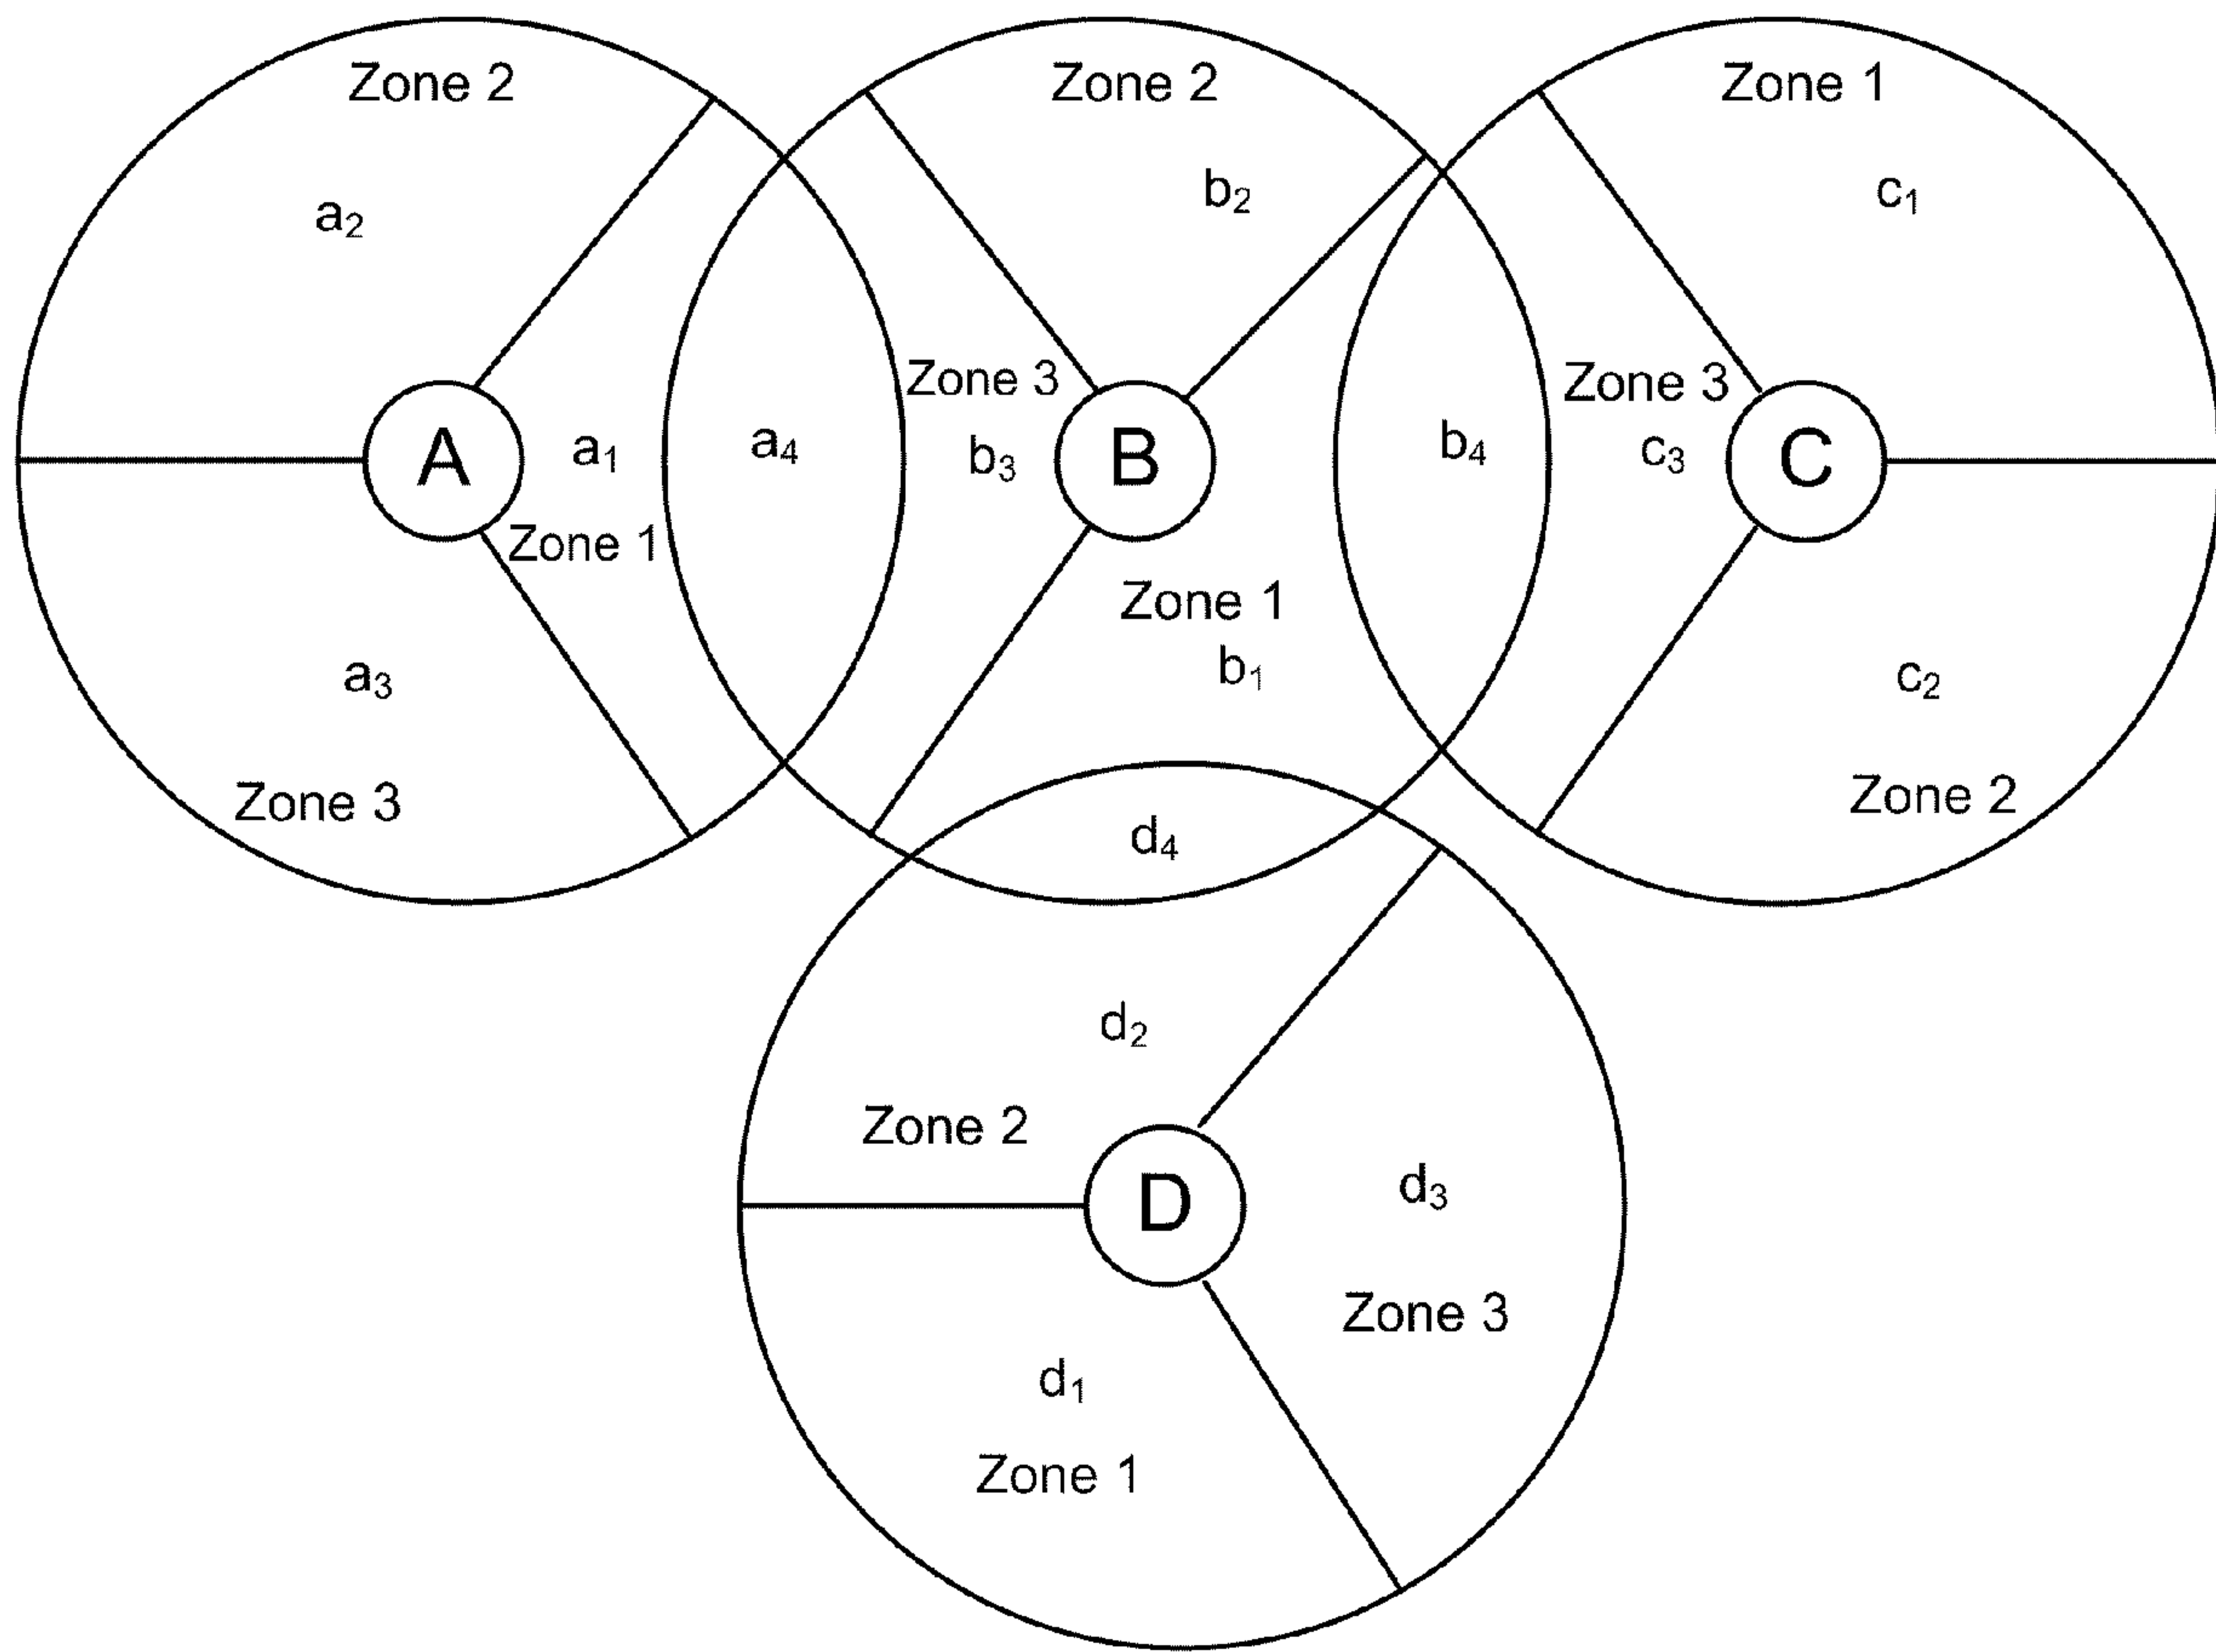 Zone 2
Zone 2
Zone 1
a₂
b₂
c₁
Zone 3
Zone 3
A
a₁
a₄
b₃
B
b₄
c₃
C
Zone 1
Zone 1
a₃
b₁
c₂
Zone 3
Zone 2
d₄
d₂
Zone 2
D
d₃
Zone 3
d₁
Zone 1